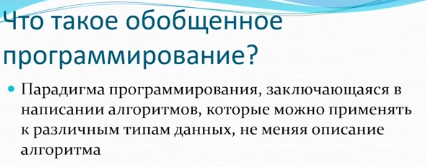 Что такое обобщенное
программирование?
Парадигма программирования, заключающаяся в
написании алгоритмов, которые можно применять
к различным типам данных, не меняя описание
алгоритма